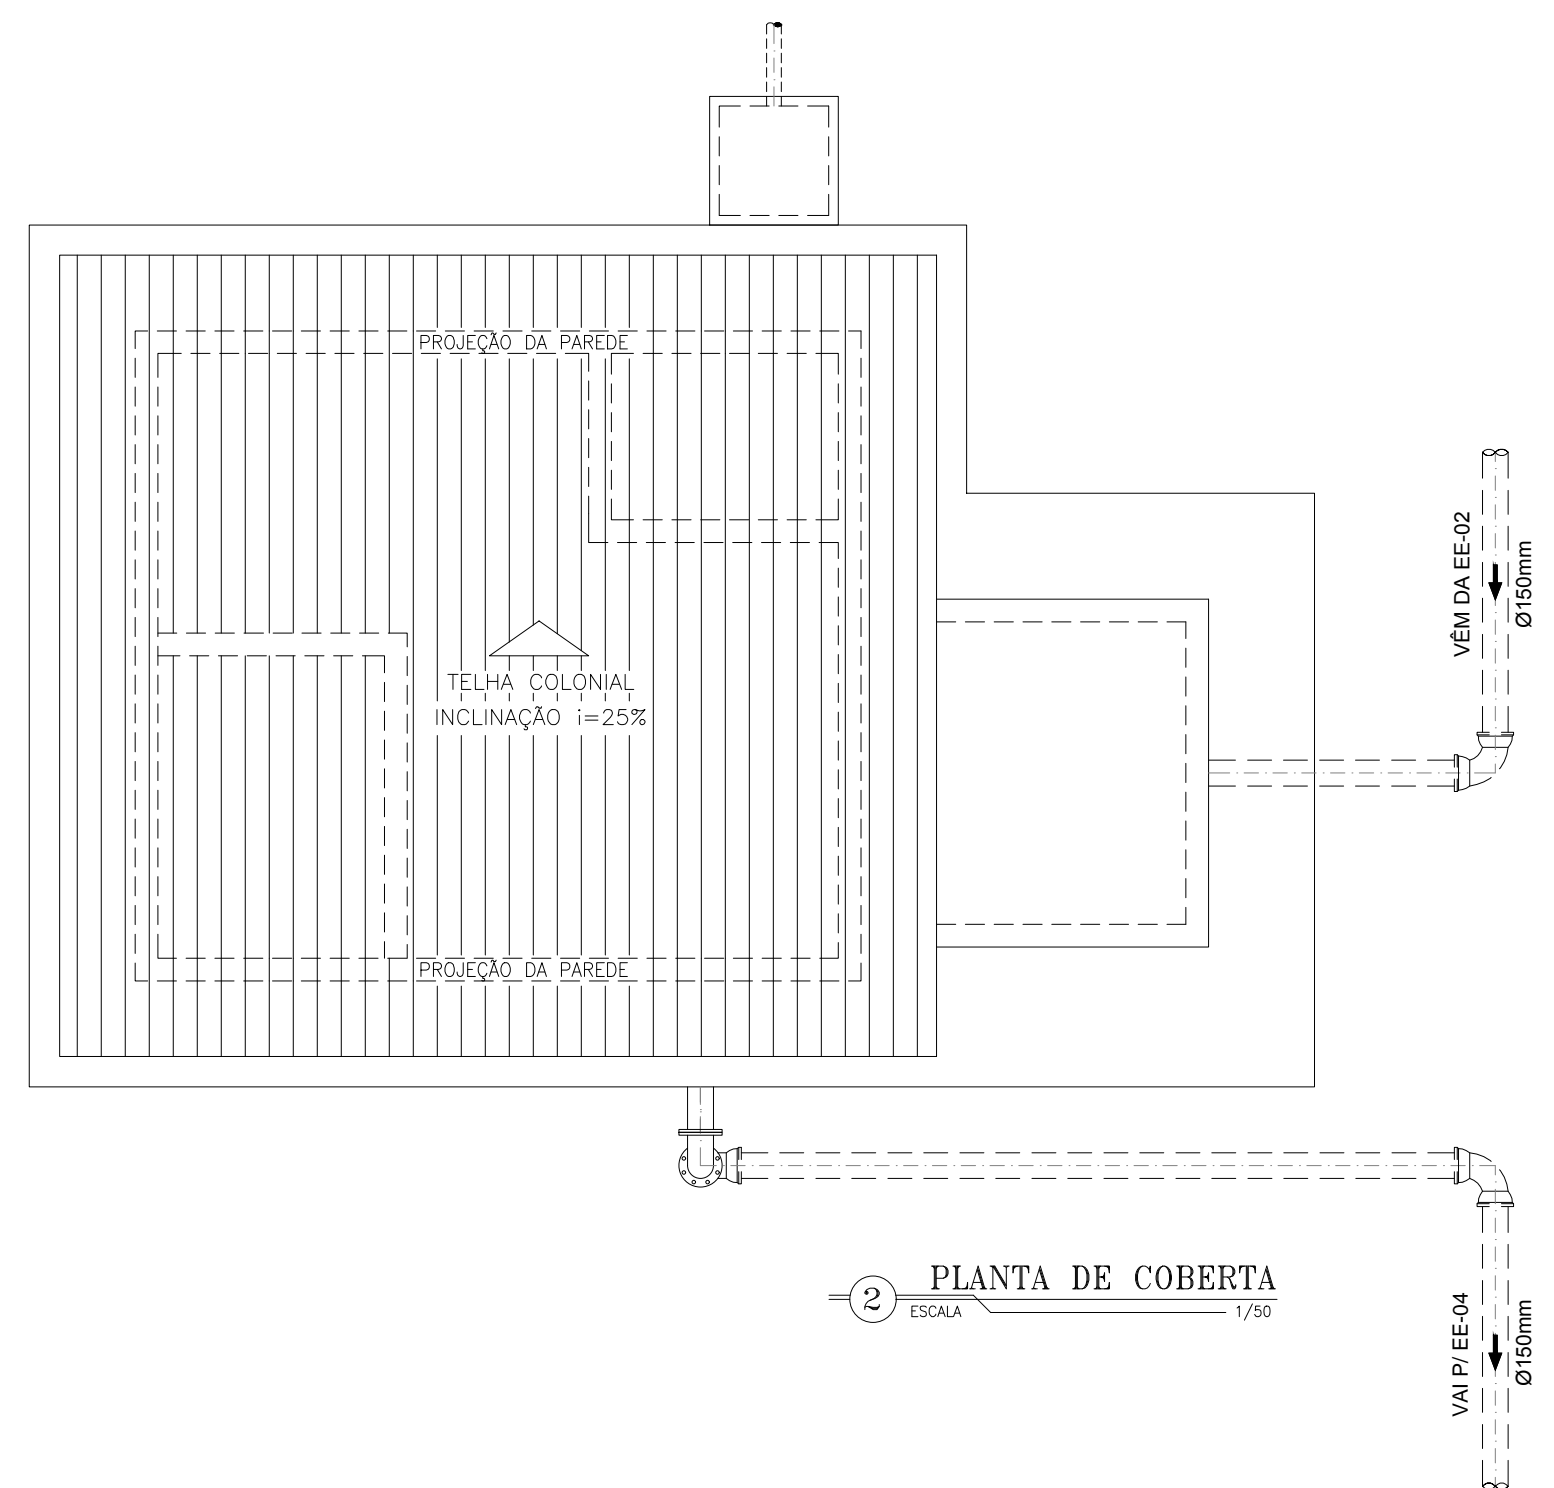 PROJEÇÃO DA PAREDE
VÊM DA EE-02
Ø150mm
TELHA COLONIAL
INCLINAÇÃO i=25%
PROJEÇÃO DA PAREDE
PLANTA DE COBERTA
2
ESCALA
1/50
VAI P/ EE-04
Ø150mm